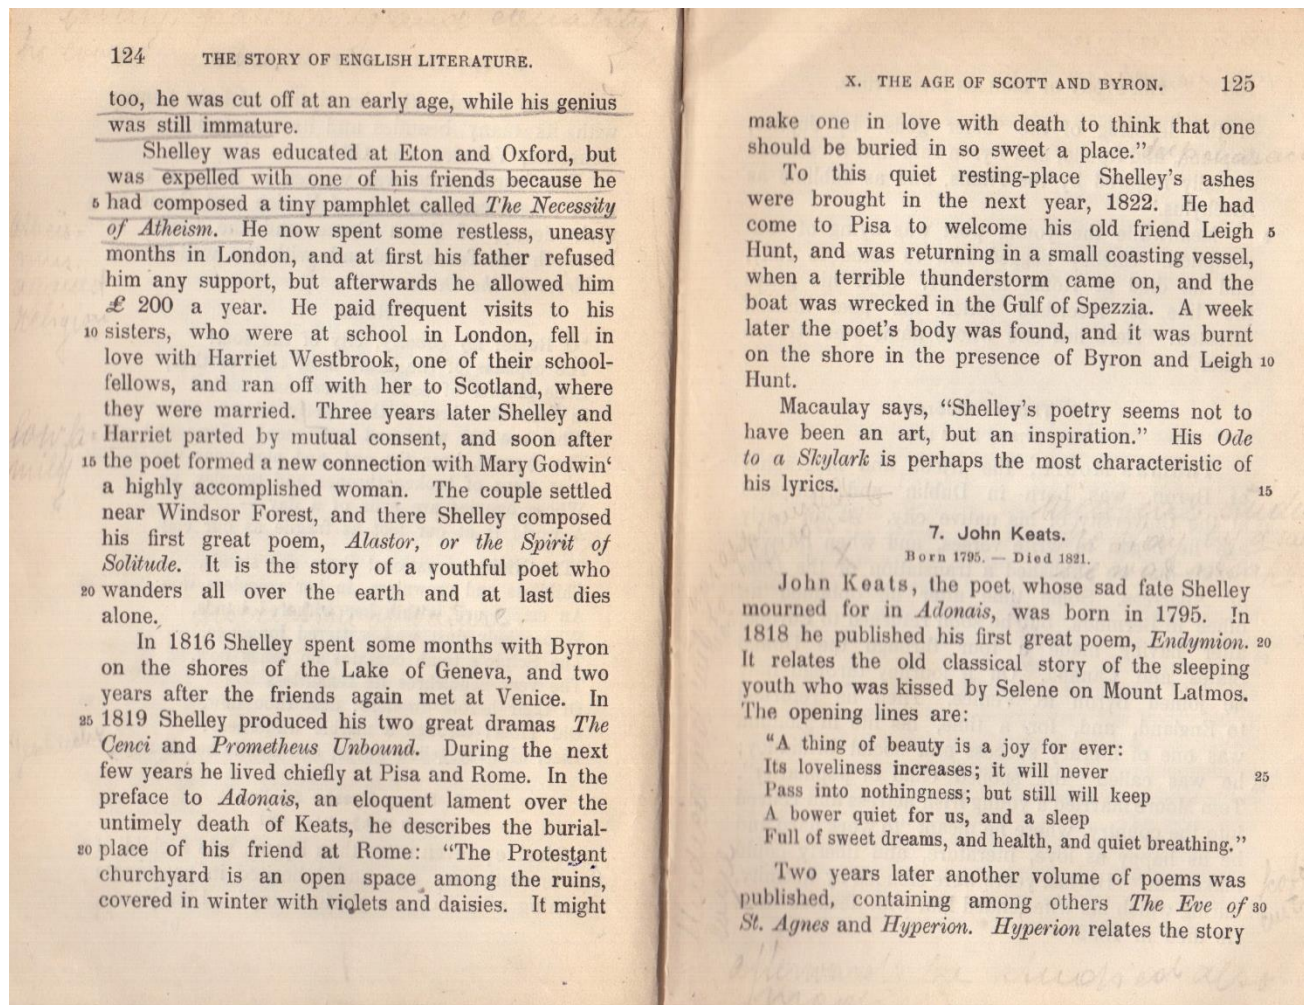 124 THE STORY OF ENGLISH LITERATURE.
too, he was cut off at an early age, while his genius
was still immature.
Shelley was educated at Eton and Oxford, but
was expelled with one of his friends because he
5 had composed a tiny pamphlet called The Necessity
of Atheism. He now spent some restless, uneasy
months in London, and at first his father refused
him any support, but afterwards he allowed him
£ 200 a year. He paid frequent visits to his
10 sisters, who were at school in London, fell in
love with Harriet Westbrook, one of their school-
fellows, and ran off with her to Scotland, where
they were married. Three years later Shelley and
Harriet parted by mutual consent, and soon after
15 the poet formed a new connection with Mary Godwin‘
a highly accomplished woman. The couple settled
near Windsor Forest, and there Shelley composed
his first great poem, Alastor, or the Spirit of
Solitude. It is the story of a youthful poet who
20 wanders all over the earth and at last dies
alone.
In 1816 Shelley spent some months with Byron
on the shores of the Lake of Geneva, and two
years after the friends again met at Venice. In
25 1819 Shelley produced his two great dramas The
Cenci and Prometheus Unbound. During the next
few years he lived chiefly at Pisa and Rome. In the
preface to Adonais, an eloquent lament over the
untimely death of Keats, he describes the burial-
30 place of his friend at Rome: “The Protestant
churchyard is an open space among the ruins,
covered in winter with violets and daisies. It might
X. THE AGE OF SCOTT AND BYRON. 125
make one in love with death to think that one
should be buried in so sweet a place.”
To this quiet resting-place Shelley’s ashes
were brought in the next year, 1822. He had
come to Pisa to welcome his old friend Leigh 5
Hunt, and was returning in a small coasting vessel,
when a terrible thunderstorm came on, and the
boat was wrecked in the Gulf of Spezzia. A week
later the poet’s body was found, and it was burnt
on the shore in the presence of Byron and Leigh 10
Hunt.
Macaulay says, “Shelley’s poetry seems not to
have been an art, but an inspiration.” His Ode
to a Skylark is perhaps the most characteristic of
his lyrics. 15
7. John Keats.
Born 1795. — Died 1821.
John Keats, the poet whose sad fate Shelley
mourned for in Adonais, was born in 1795. In
1818 he published his first great poem, Endymion. 20
It relates the old classical story of the sleeping
youth who was kissed by Selene on Mount Latmos.
The opening lines are:
“A thing of beauty is a joy for ever:
Its loveliness increases; it will never 25
Pass into nothingness; but still will keep
A bower quiet for us, and a sleep
Full of sweet dreams, and health, and quiet breathing.”
Two years later another volume of poems was
published, containing among others The Eve of 30
St. Agnes and Hyperion. Hyperion relates the story